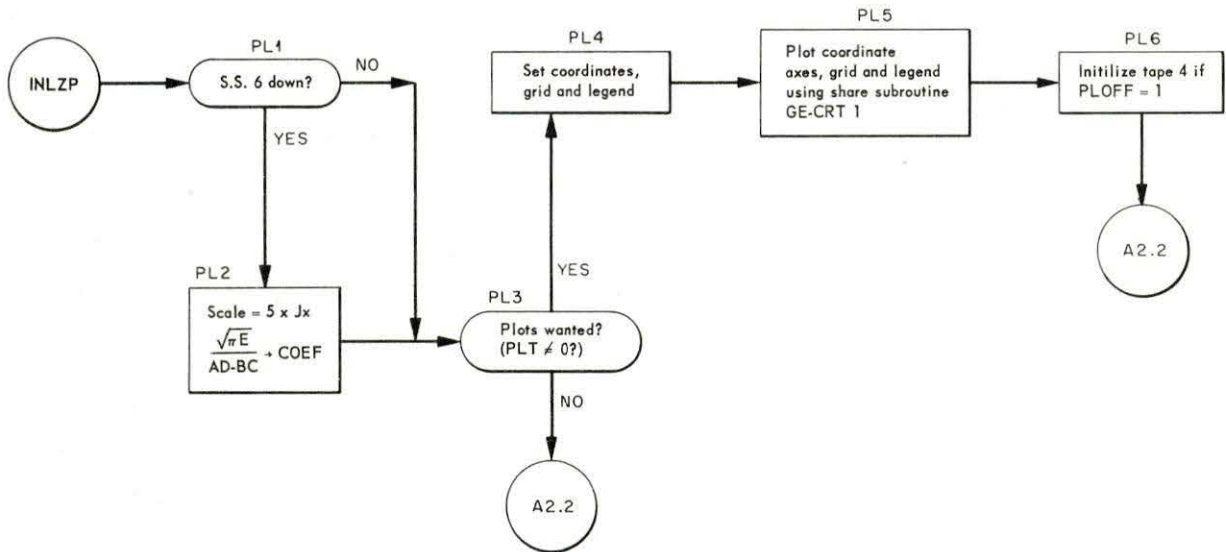 INLZP
PL1
S.S. 6 down?
NO
YES
PL2
Scale = 5 x Jx
√πE
AD-BC → COEF
PL3
Plots wanted?
(PLT ≠ 0?)
YES
NO
A2.2
PL4
Set coordinates,
grid and legend
PL5
Plot coordinate
axes, grid and legend
using share subroutine
GE-CRT 1
PL6
Initilize tape 4 if
PLOFF = 1
A2.2